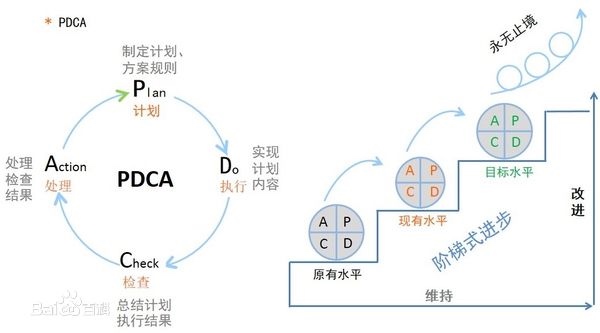 * PDCA
制定计划、
方案规则
Plan
计划
Action
处理
处理
检查
结果
PDCA
Do
执行
实现
计划
内容
Check
检查
总结计划
执行结果
Baidu百科
永无止境
A P
C D
目标水平
A P
C D
现有水平
A P
C D
原有水平
阶梯式进步
维持
改进